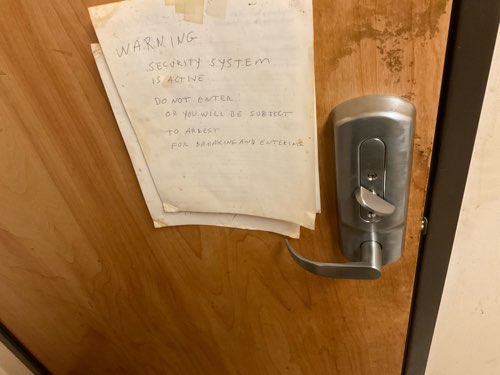 WARNING
SECURITY SYSTEM
IS ACTIVE
DO NOT ENTER
OR YOU WILL BE SUBJECT
TO ARREST
FOR BREAKING AND ENTERING